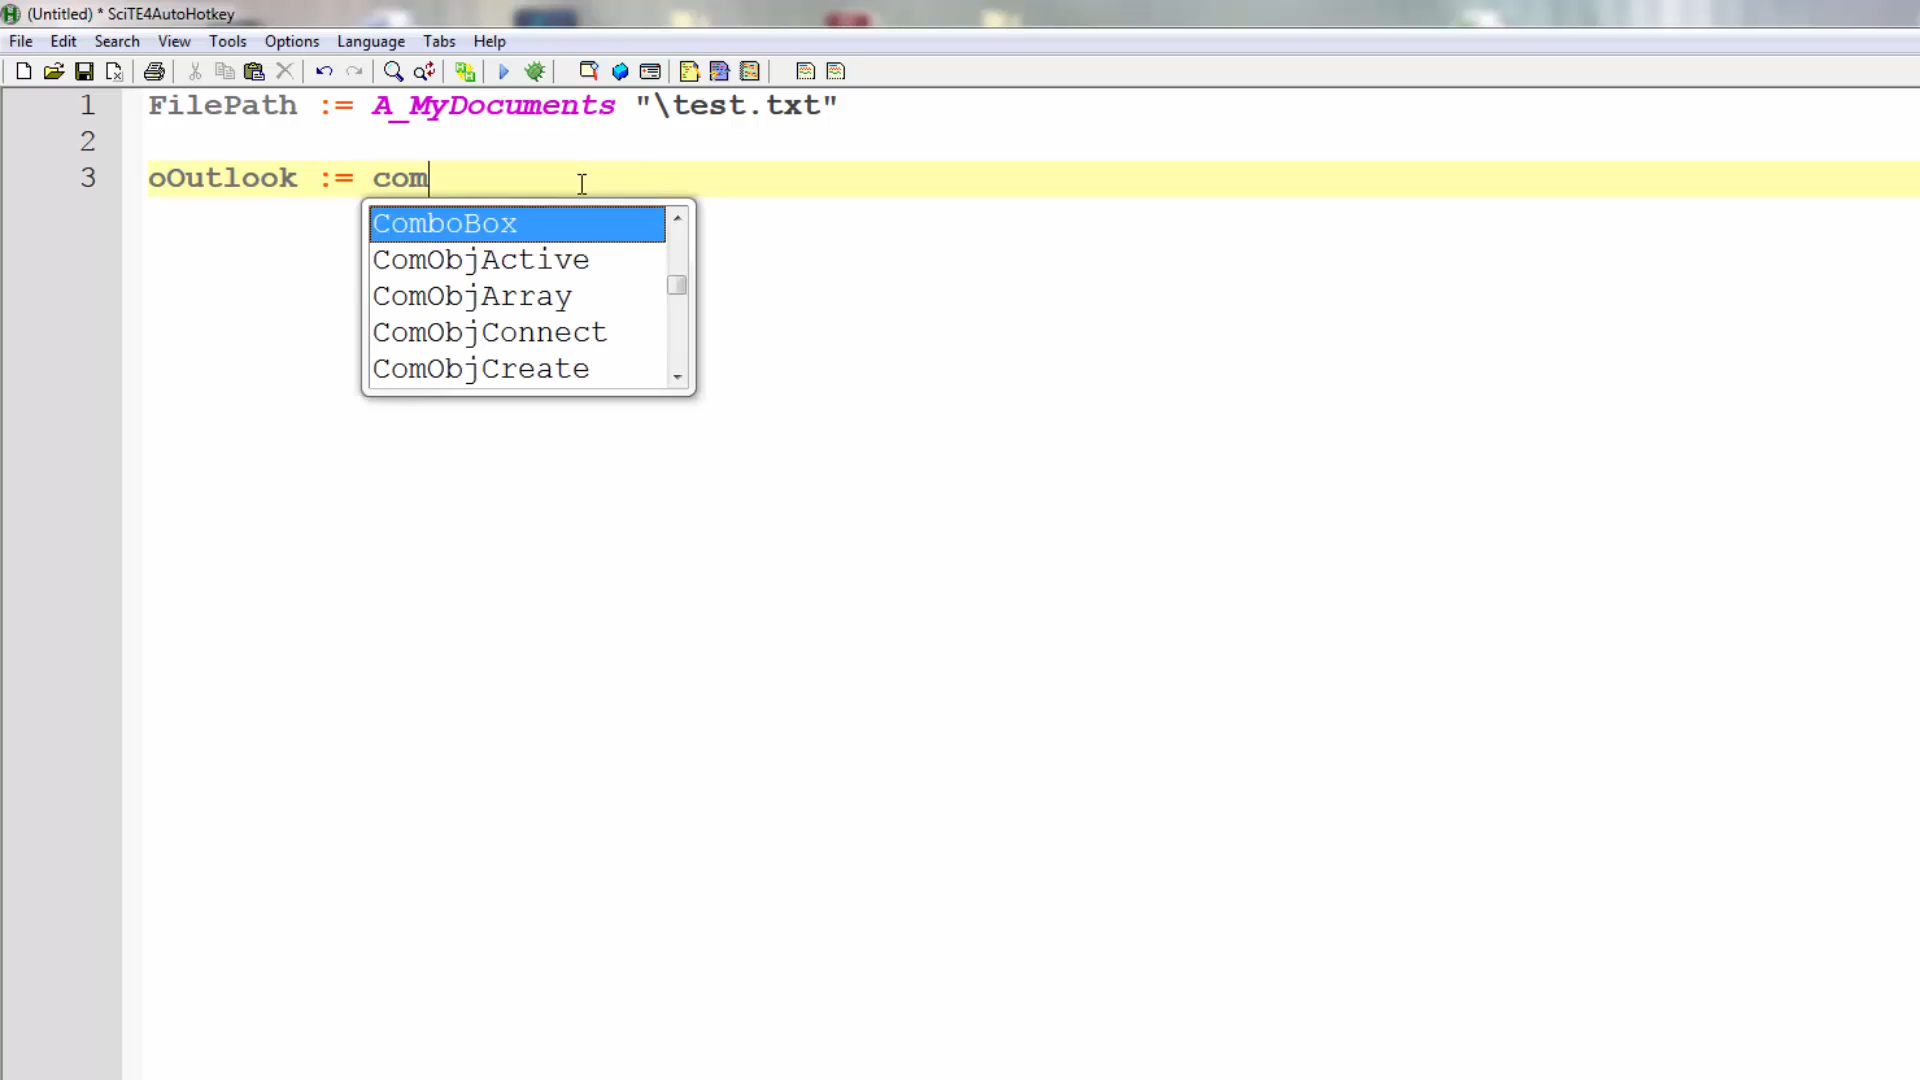 (Untitled) * SciTE4AutoHotkey
File Edit Search View Tools Options Language Tabs Help
1 FilePath := A_MyDocuments "\test.txt"
2
3 oOutlook := com
ComboBox
ComObjActive
ComObjArray
ComObjConnect
ComObjCreate